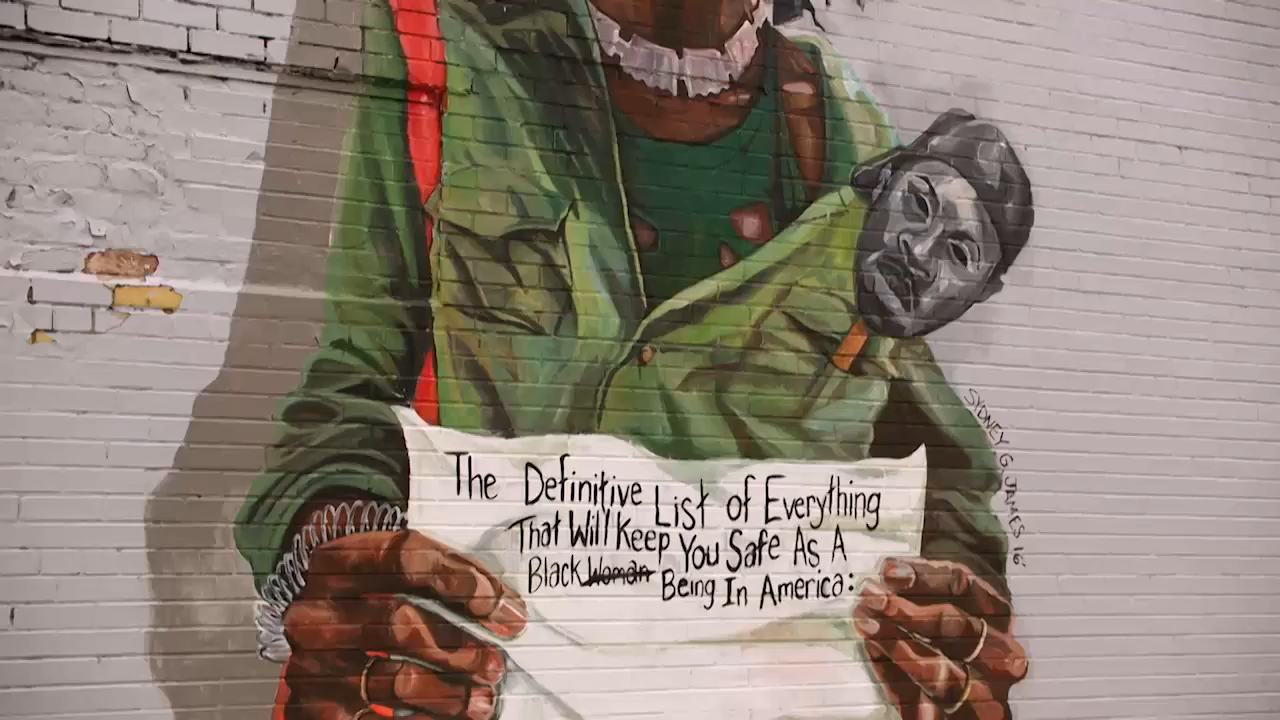 The Definitive List of Everything
That Will Keep You Safe As A
Black Woman Being In America:
SYDNEY G. JAMES 16'